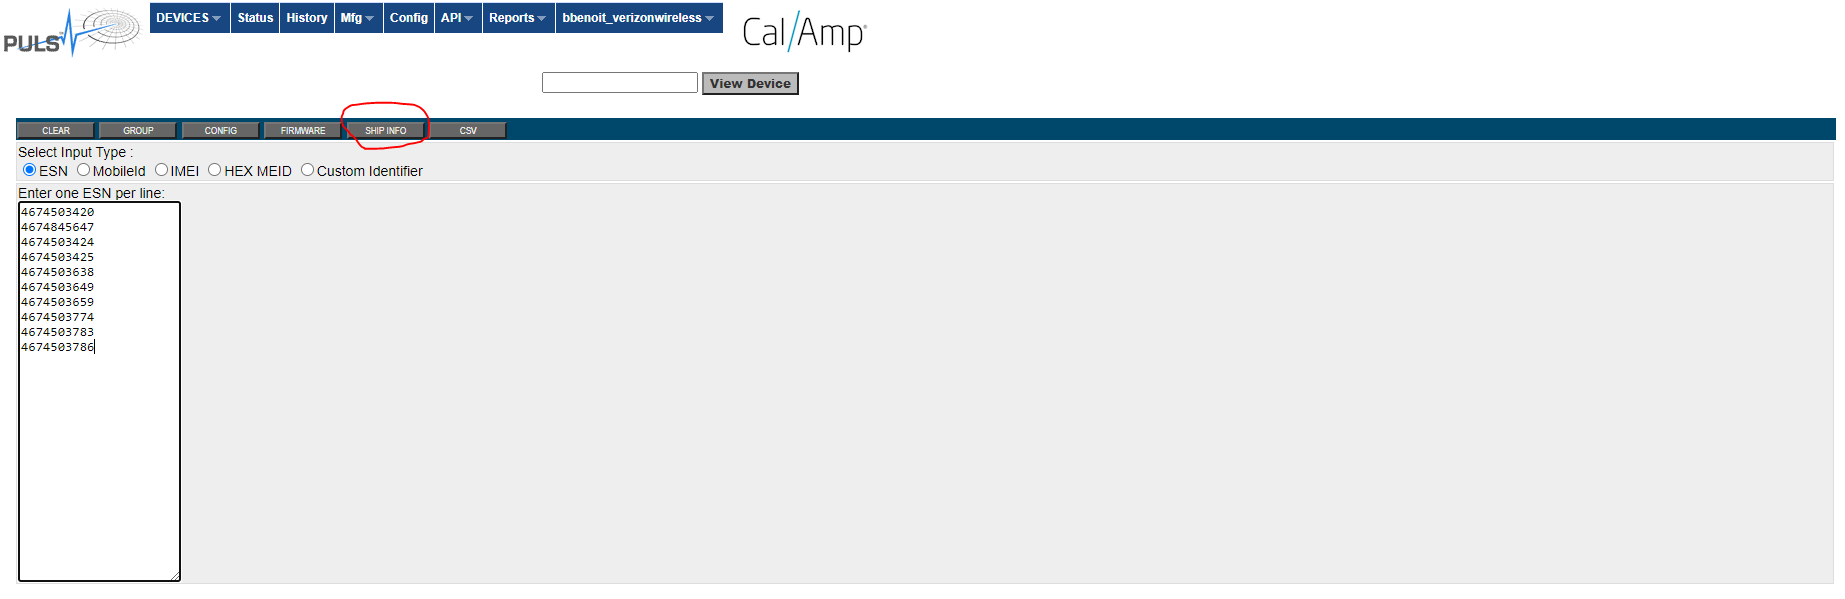 PULS DEVICES Status History Mfg Config API Reports bbenoit_verizonwireless Cal/Amp
View Device
CLEAR GROUP CONFIG FIRMWARE SHIP INFO CSV
Select Input Type :
ESN MobileId IMEI HEX MEID Custom Identifier
Enter one ESN per line:
4674503420
4674845647
4674503424
4674503425
4674503638
4674503649
4674503659
4674503774
4674503783
4674503786